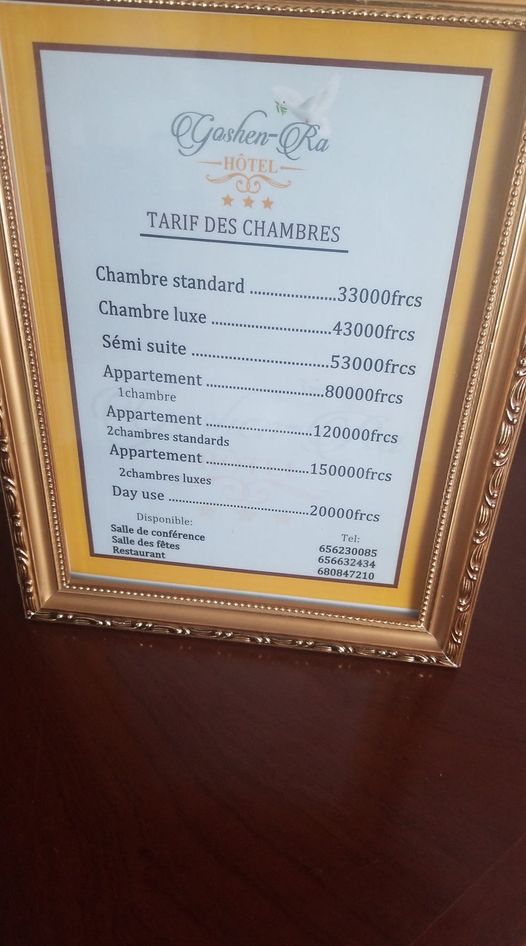 Goshen-Ra
HÔTEL
TARIF DES CHAMBRES
Chambre standard ........................33000frcs
Chambre luxe .................................43000frcs
Sémi suite ......................................53000frcs
Appartement ................................80000frcs
1chambre
Appartement .............................120000frcs
2chambres standards
Appartement ............................150000frcs
2chambres luxes
Day use ......................................20000frcs
Disponible:
Salle de conférence
Salle des fêtes
Restaurant
Tel:
656230085
656632434
680847210